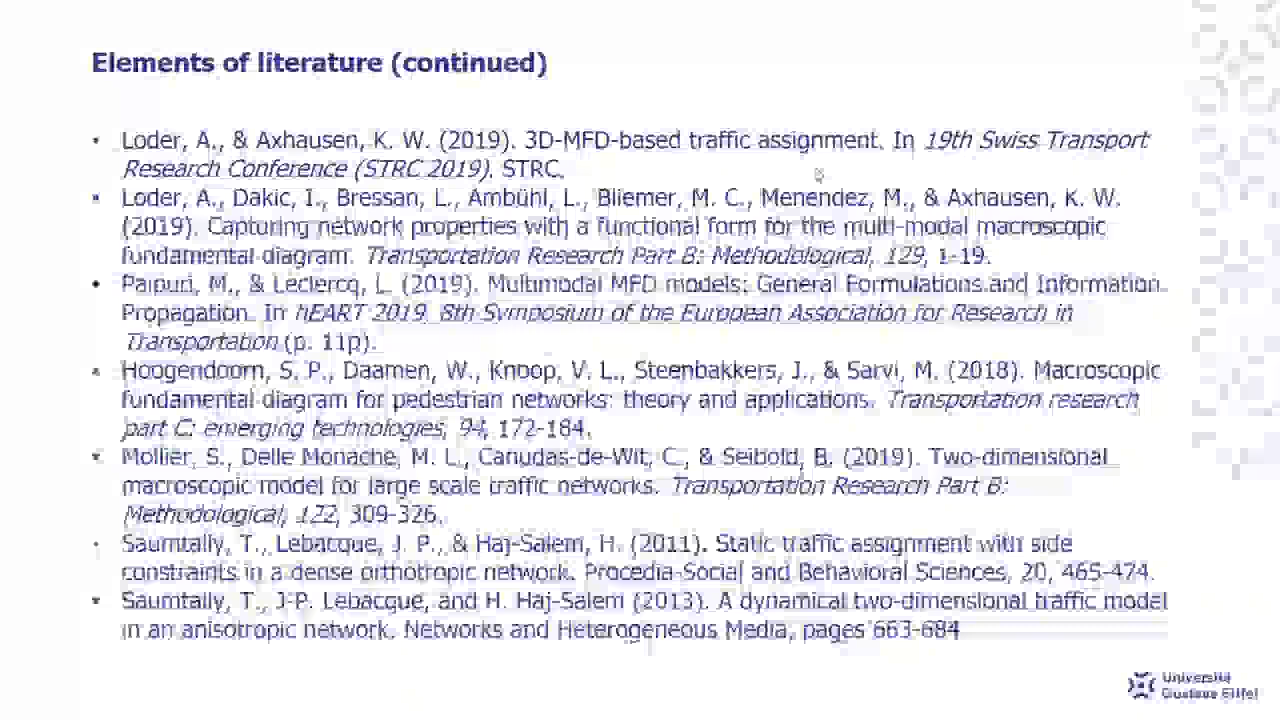 Elements of literature (continued)
• Loder, A., & Axhausen, K. W. (2019). 3D-MFD-based traffic assignment. In 19th Swiss Transport
Research Conference (STRC 2019). STRC.
• Loder, A., Dakic, I., Bressan, L., Ambühl, L., Bliemer, M. C., Menendez, M., & Axhausen, K. W.
(2019). Capturing network properties with a functional form for the multi-modal macroscopic
fundamental diagram. Transportation Research Part B: Methodological, 129, 1-19.
• Paipuri, M., & Leclercq, L. (2019). Multimodal MFD models: General Formulations and Information
Propagation. In hEART 2019, 8th Symposium of the European Association for Research in
Transportation (p. 11p).
• Hoogendoorn, S. P., Daamen, W., Knoop, V. L., Steenbakkers, J., & Sarvi, M. (2018). Macroscopic
fundamental diagram for pedestrian networks: theory and applications. Transportation research
part C: emerging technologies, 94, 172-184.
• Mollier, S., Delle Monache, M. L., Canudas-de-Wit, C., & Seibold, B. (2019). Two-dimensional
macroscopic model for large scale traffic networks. Transportation Research Part B:
Methodological, 122, 309-326.
• Saumtally, T., Lebacque, J. P., & Haj-Salem, H. (2011). Static traffic assignment with side
constraints in a dense orthotropic network. Procedia-Social and Behavioral Sciences, 20, 465-474.
• Saumtally, T., J-P. Lebacque, and H. Haj-Salem (2013). A dynamical two-dimensional traffic model
in an anisotropic network. Networks and Heterogeneous Media, pages 663-684
Université
Gustave Eiffel